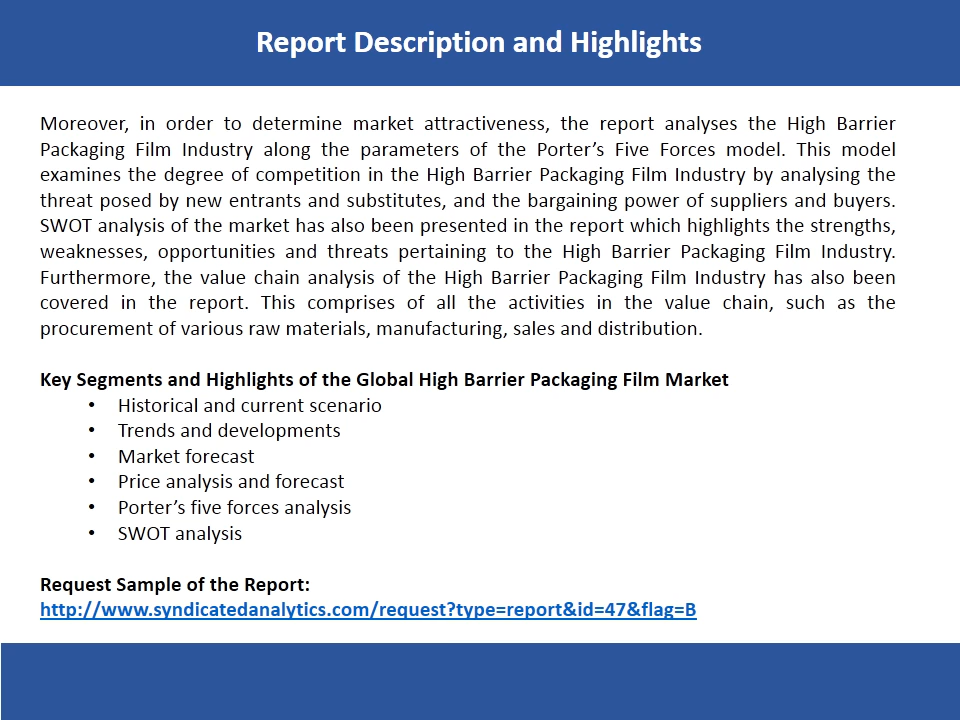 Report Description and Highlights
Moreover, in order to determine market attractiveness, the report analyses the High Barrier
Packaging Film Industry along the parameters of the Porter’s Five Forces model. This model
examines the degree of competition in the High Barrier Packaging Film Industry by analysing the
threat posed by new entrants and substitutes, and the bargaining power of suppliers and buyers.
SWOT analysis of the market has also been presented in the report which highlights the strengths,
weaknesses, opportunities and threats pertaining to the High Barrier Packaging Film Industry.
Furthermore, the value chain analysis of the High Barrier Packaging Film Industry has also been
covered in the report. This comprises of all the activities in the value chain, such as the
procurement of various raw materials, manufacturing, sales and distribution.
Key Segments and Highlights of the Global High Barrier Packaging Film Market
• Historical and current scenario
• Trends and developments
• Market forecast
• Price analysis and forecast
• Porter’s five forces analysis
• SWOT analysis
Request Sample of the Report:
http://www.syndicatedanalytics.com/request?type=report&id=47&flag=B